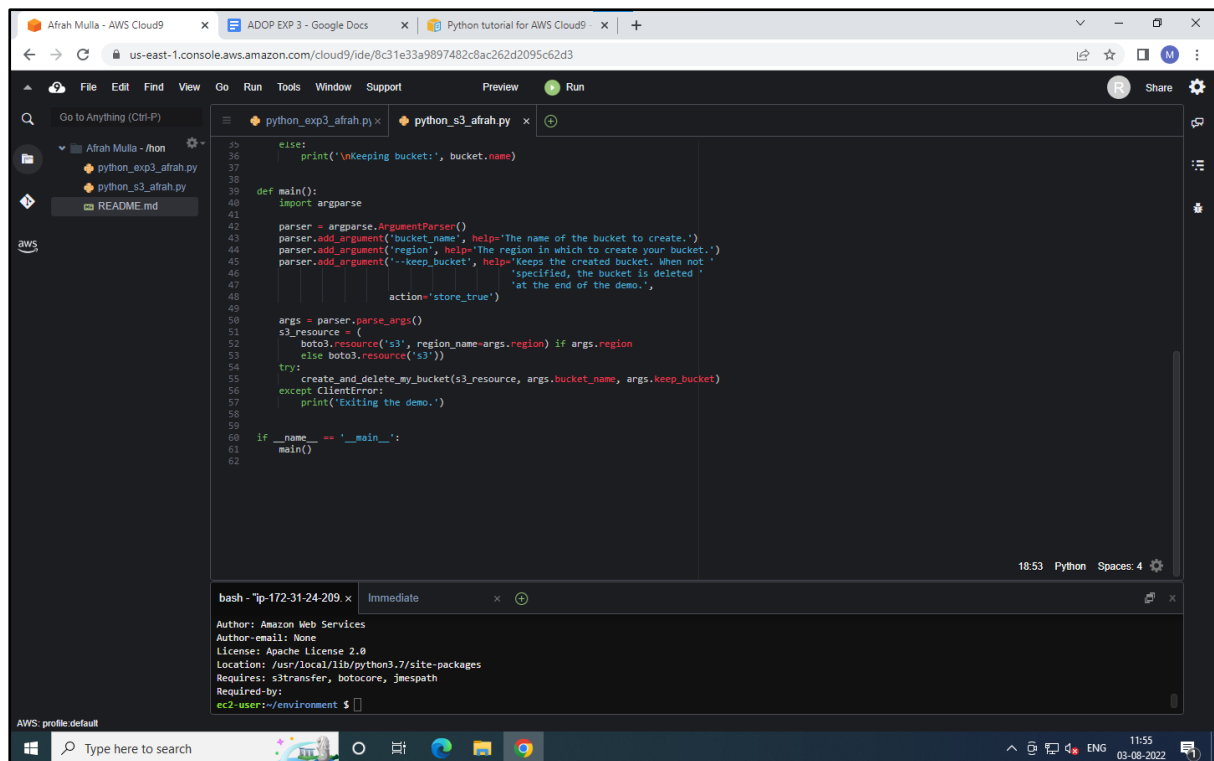 Afrah Mulla - AWS Cloud9
ADOP EXP 3 - Google Docs
Python tutorial for AWS Cloud9 -
us-east-1.console.aws.amazon.com/cloud9/ide/8c31e33a9897482c8ac262d2095c62d3
M
File Edit Find View Go Run Tools Window Support Preview Run
R Share
Go to Anything (Ctrl-P)
python_exp3_afrah.py
python_s3_afrah.py
Afrah Mulla - /hon
python_exp3_afrah.py
python_s3_afrah.py
README.md
aws
35 else:
36 print('\nKeeping bucket:', bucket.name)
37
38
39 def main():
40 import argparse
41
42 parser = argparse.ArgumentParser()
43 parser.add_argument('bucket_name', help='The name of the bucket to create.')
44 parser.add_argument('region', help='The region in which to create your bucket.')
45 parser.add_argument('--keep_bucket', help='Keeps the created bucket. When not '
46 'specified, the bucket is deleted '
47 'at the end of the demo.',
48 action='store_true')
49
50 args = parser.parse_args()
51 s3_resource = (
52 boto3.resource('s3', region_name=args.region) if args.region
53 else boto3.resource('s3'))
54 try:
55 create_and_delete_my_bucket(s3_resource, args.bucket_name, args.keep_bucket)
56 except ClientError:
57 print('Exiting the demo.')
58
59
60 if __name__ == '__main__':
61 main()
62
18:53 Python Spaces: 4
bash - "ip-172-31-24-209.
Immediate
Author: Amazon Web Services
Author-email: None
License: Apache License 2.0
Location: /usr/local/lib/python3.7/site-packages
Requires: s3transfer, botocore, jmespath
Required-by:
ec2-user:~/environment $
AWS: profile:default
Type here to search
ENG
11:55
03-08-2022
1